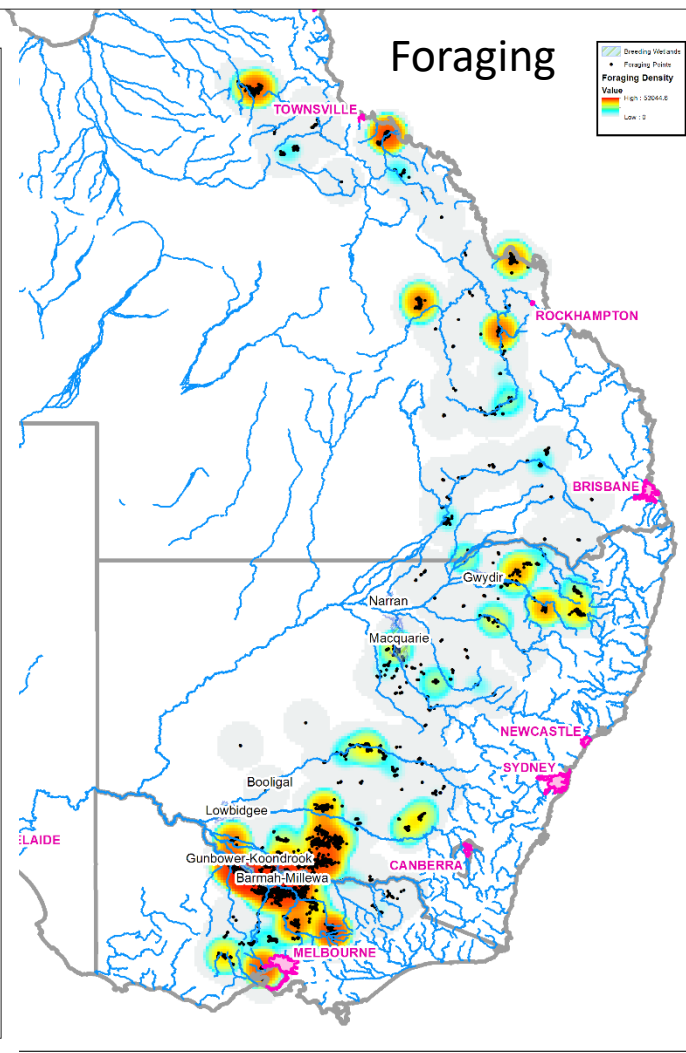 Foraging
Breeding Wetlands
Foraging Points
Foraging Density
Value
High : 53044.6
Low : 0
TOWNSVILLE
ROCKHAMPTON
BRISBANE
Gwydir
Narran
Macquarie
NEWCASTLE
SYDNEY
Booligal
Lowbidgee
ELAIDE
Gunbower-Koondrook
CANBERRA
Barmah-Millewa
MELBOURNE